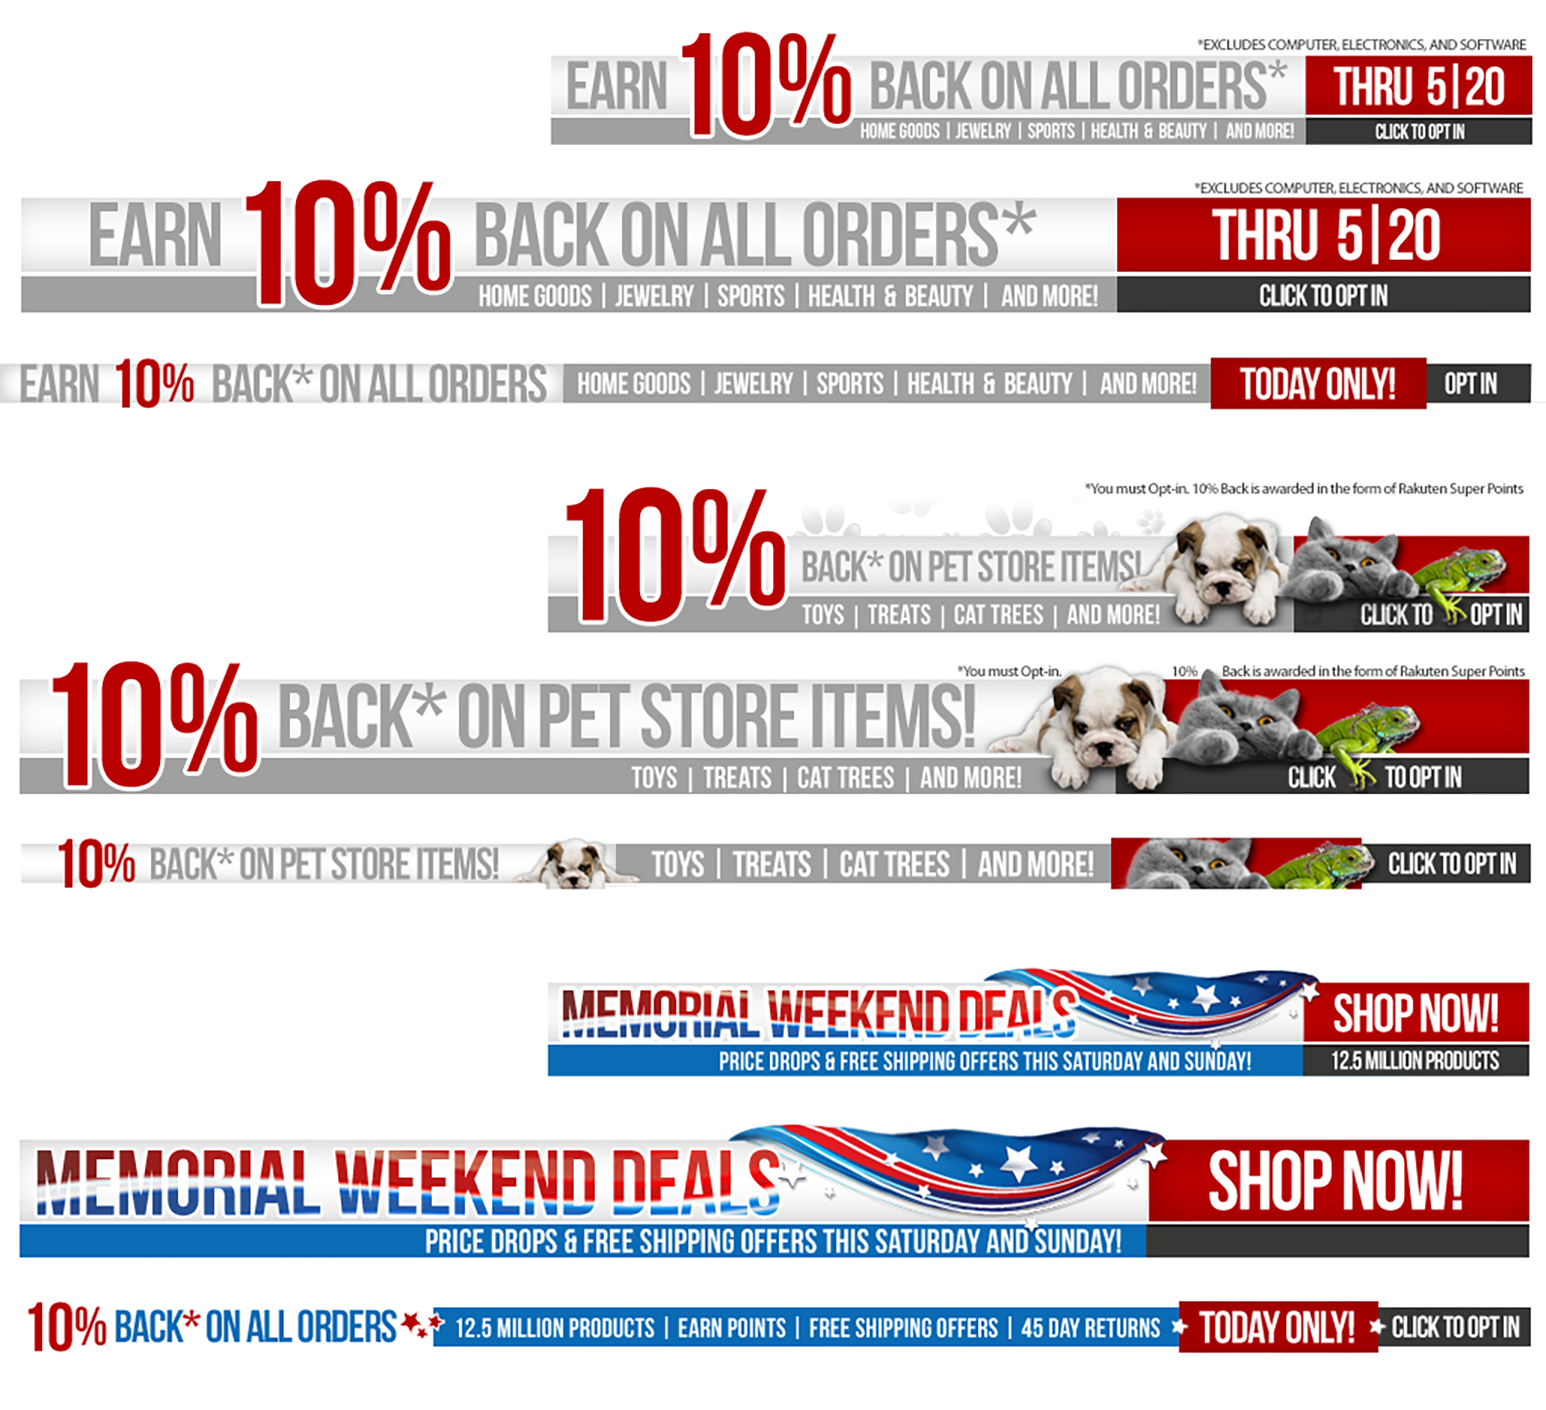 *EXCLUDES COMPUTER, ELECTRONICS, AND SOFTWARE
EARN 10% BACK ON ALL ORDERS* THRU 5|20
HOME GOODS | JEWELRY | SPORTS | HEALTH & BEAUTY | AND MORE! CLICK TO OPT IN
*EXCLUDES COMPUTER, ELECTRONICS, AND SOFTWARE
EARN 10% BACK ON ALL ORDERS* THRU 5|20
HOME GOODS | JEWELRY | SPORTS | HEALTH & BEAUTY | AND MORE! CLICK TO OPT IN
EARN 10% BACK* ON ALL ORDERS HOME GOODS | JEWELRY | SPORTS | HEALTH & BEAUTY | AND MORE! TODAY ONLY! OPT IN
*You must Opt-in. 10% Back is awarded in the form of Rakuten Super Points
10% BACK* ON PET STORE ITEMS!
TOYS | TREATS | CAT TREES | AND MORE! CLICK TO OPT IN
*You must Opt-in. 10% Back is awarded in the form of Rakuten Super Points
10% BACK* ON PET STORE ITEMS!
TOYS | TREATS | CAT TREES | AND MORE! CLICK TO OPT IN
10% BACK* ON PET STORE ITEMS! TOYS | TREATS | CAT TREES | AND MORE! CLICK TO OPT IN
MEMORIAL WEEKEND DEALS SHOP NOW!
PRICE DROPS & FREE SHIPPING OFFERS THIS SATURDAY AND SUNDAY! 12.5 MILLION PRODUCTS
MEMORIAL WEEKEND DEALS SHOP NOW!
PRICE DROPS & FREE SHIPPING OFFERS THIS SATURDAY AND SUNDAY!
10% BACK* ON ALL ORDERS 12.5 MILLION PRODUCTS | EARN POINTS | FREE SHIPPING OFFERS | 45 DAY RETURNS TODAY ONLY! CLICK TO OPT IN